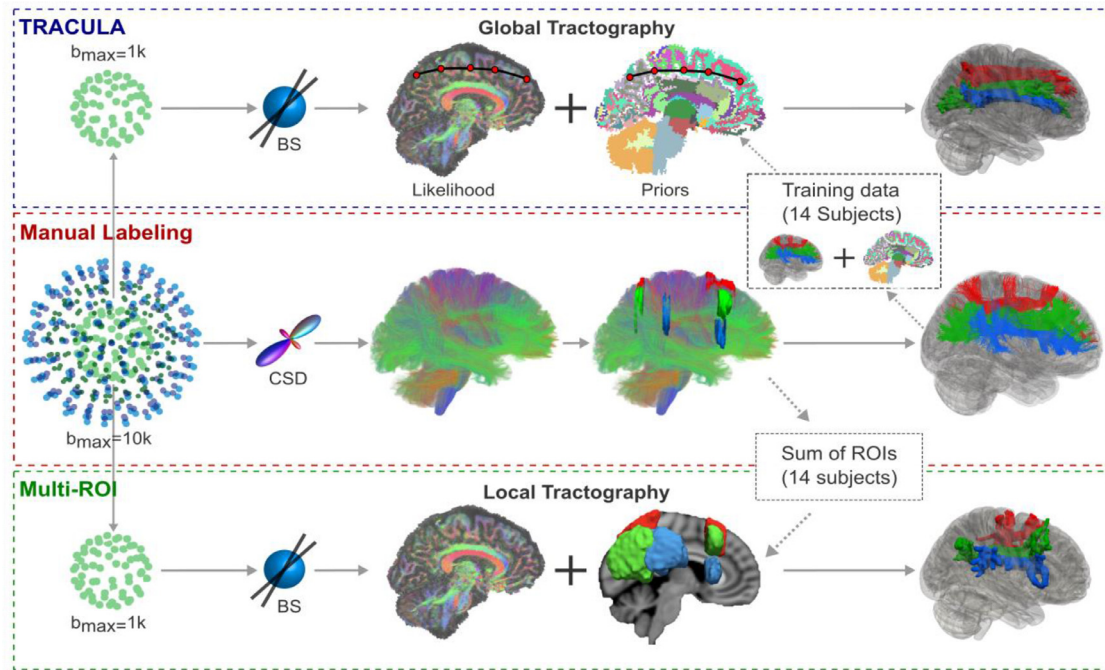 TRACULA
Global Tractography
bmax=1k
BS
Likelihood
Priors
Training data
(14 Subjects)
Manual Labeling
CSD
bmax=10k
Sum of ROIs
(14 subjects)
Multi-ROI
Local Tractography
BS
bmax=1k